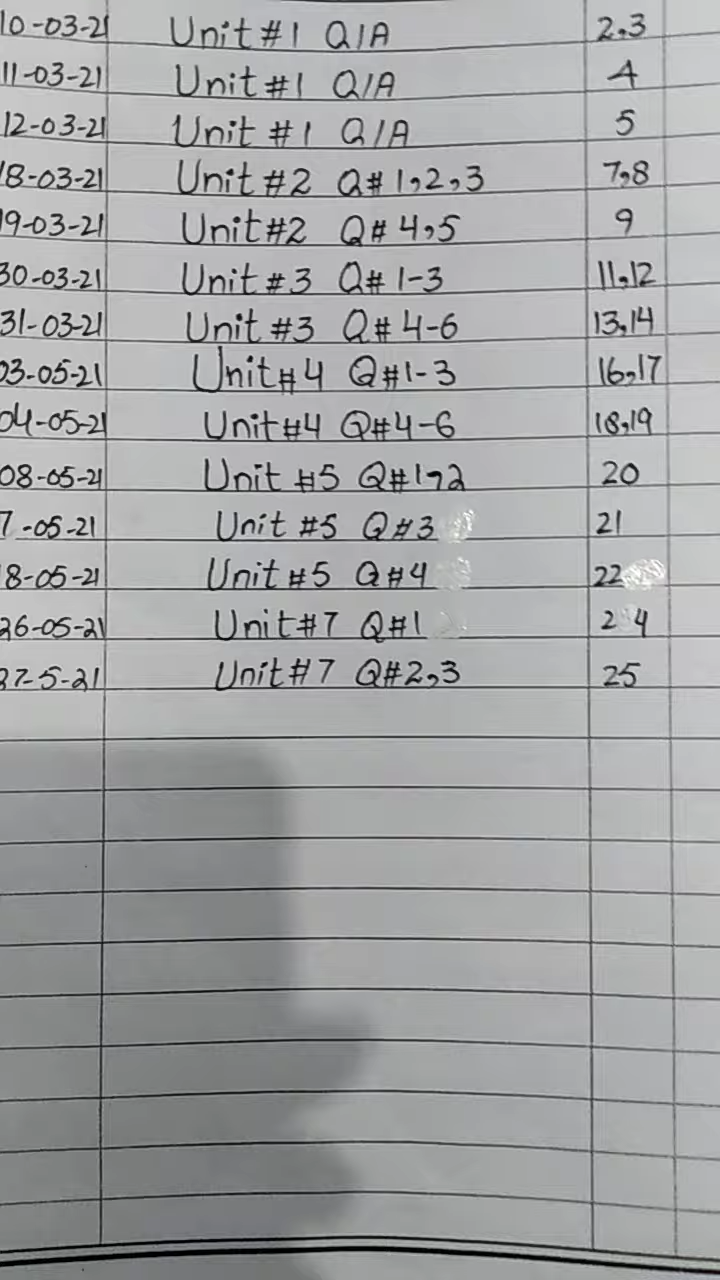 10-03-21 Unit #1 Q/A 2,3
11-03-21 Unit #1 Q/A 4
12-03-21 Unit #1 Q/A 5
18-03-21 Unit #2 Q# 1,2,3 7,8
19-03-21 Unit #2 Q# 4,5 9
30-03-21 Unit #3 Q# 1-3 11,12
31-03-21 Unit #3 Q# 4-6 13,14
03-05-21 Unit #4 Q#1-3 16,17
04-05-21 Unit #4 Q#4-6 18,19
08-05-21 Unit #5 Q#1,2 20
7-05-21 Unit #5 Q#3 21
8-05-21 Unit #5 Q#4 22
26-05-21 Unit #7 Q#1 24
27-5-21 Unit #7 Q#2,3 25